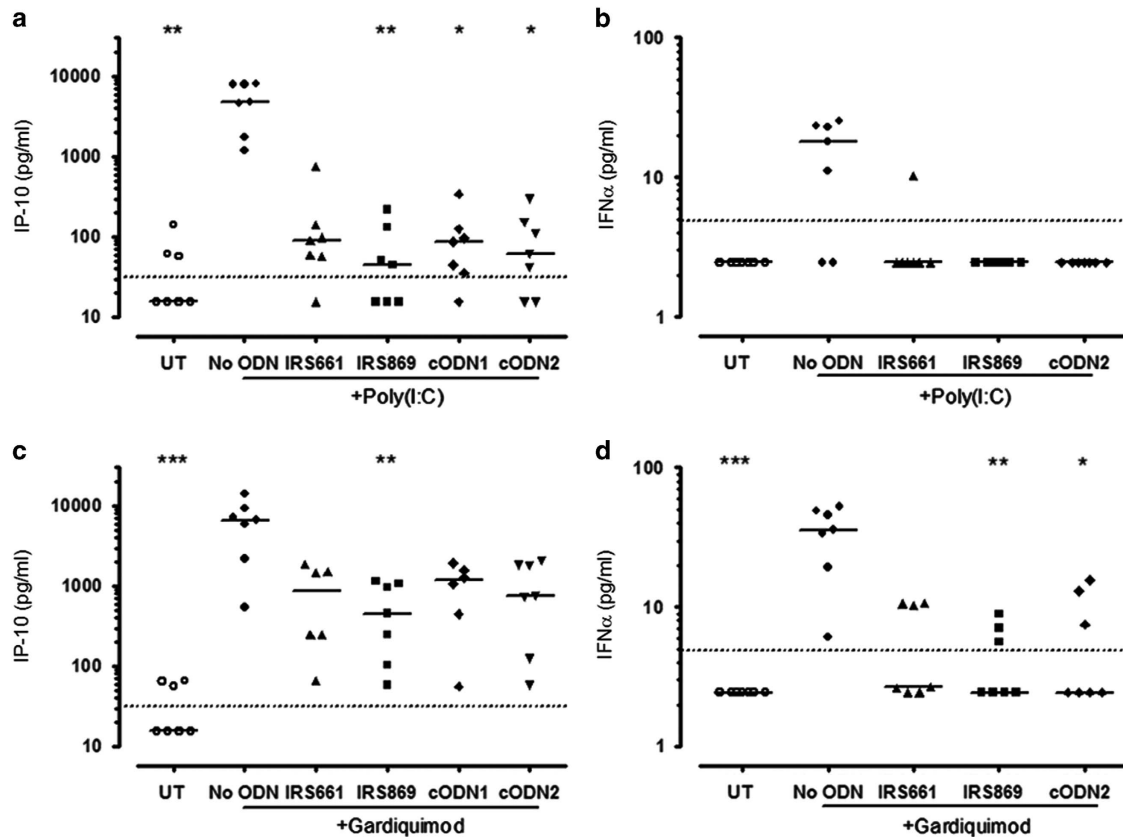 a
** ** * *
IP-10 (pg/ml)
10000
1000
100
10
UT No ODN IRS661 IRS869 cODN1 cODN2
+Poly(I:C)
b
IFNα (pg/ml)
100
10
1
UT No ODN IRS661 IRS869 cODN2
+Poly(I:C)
c
*** **
IP-10 (pg/ml)
10000
1000
100
10
UT No ODN IRS661 IRS869 cODN1 cODN2
+Gardiquimod
d
*** ** *
IFNα (pg/ml)
100
10
1
UT No ODN IRS661 IRS869 cODN2
+Gardiquimod